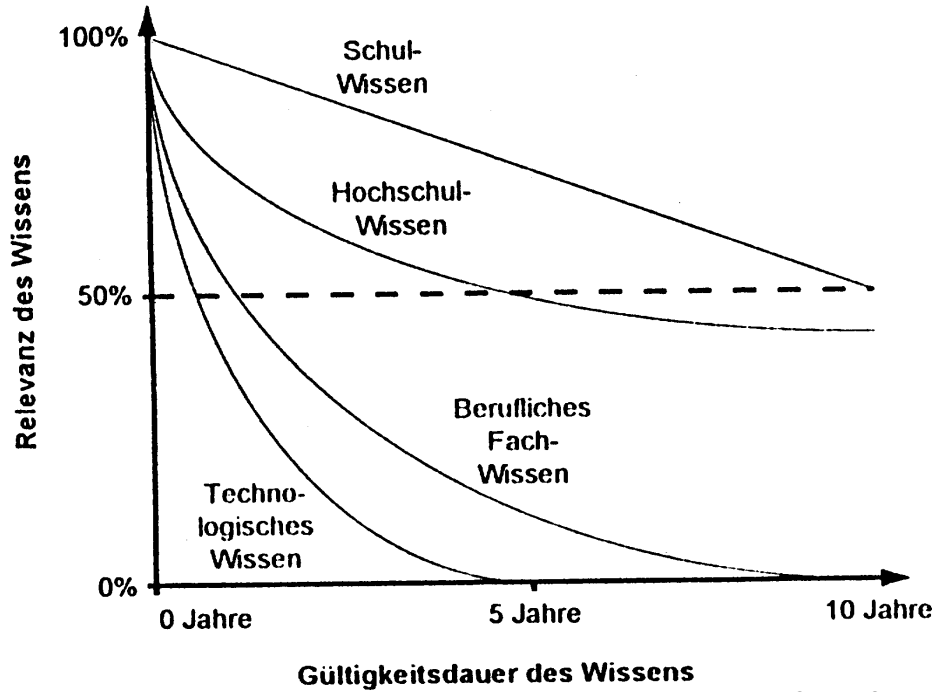 100%
Schul-
Wissen
Hochschul-
Wissen
Relevanz des Wissens
50%
Berufliches
Fach-
Wissen
Techno-
logisches
Wissen
0%
0 Jahre
5 Jahre
10 Jahre
Gültigkeitsdauer des Wissens